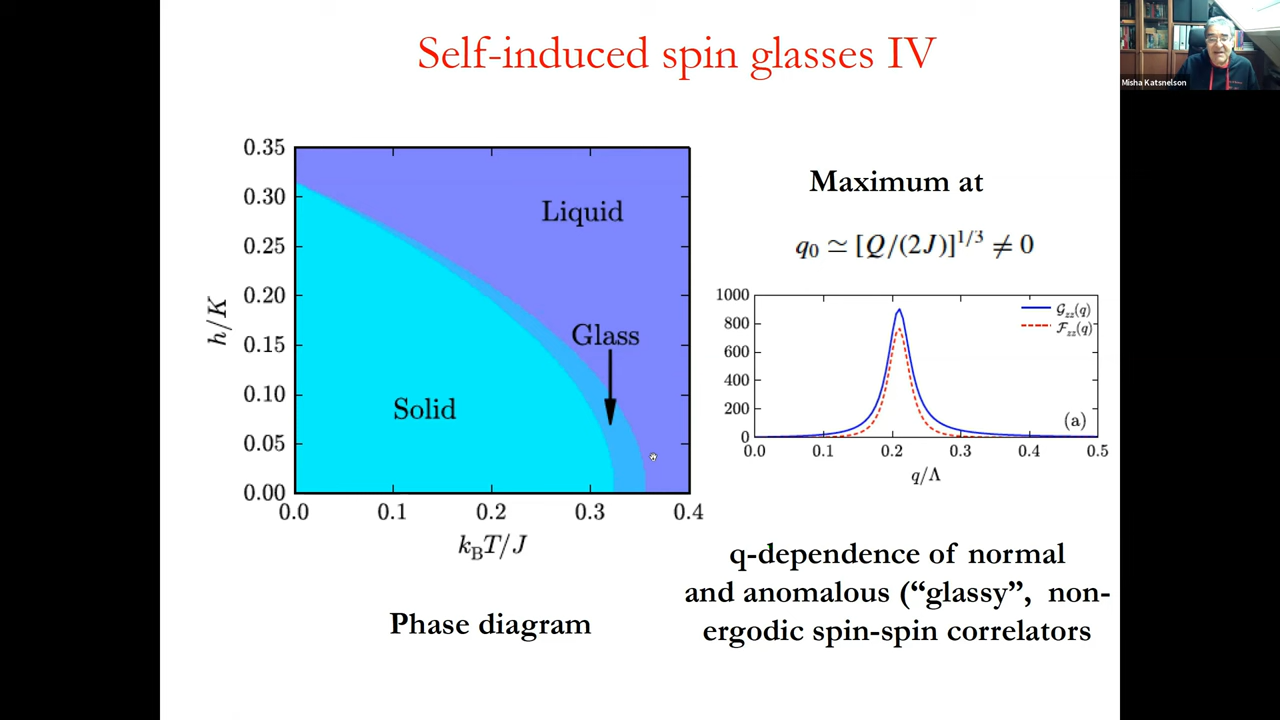 Self-induced spin glasses IV
Misha Katsnelson
0.35
0.30
0.25
0.20
0.15
0.10
0.05
0.00
h/K
Liquid
Glass
Solid
0.0 0.1 0.2 0.3 0.4
k_BT/J
Phase diagram
Maximum at
q₀ ≃ [Q/(2J)]^{1/3} ≠ 0
1000
800
600
400
200
0
𝒢_zz(q)
ℱ_zz(q)
(a)
0.0 0.1 0.2 0.3 0.4 0.5
q/Λ
q-dependence of normal
and anomalous (“glassy”, non-
ergodic spin-spin correlators